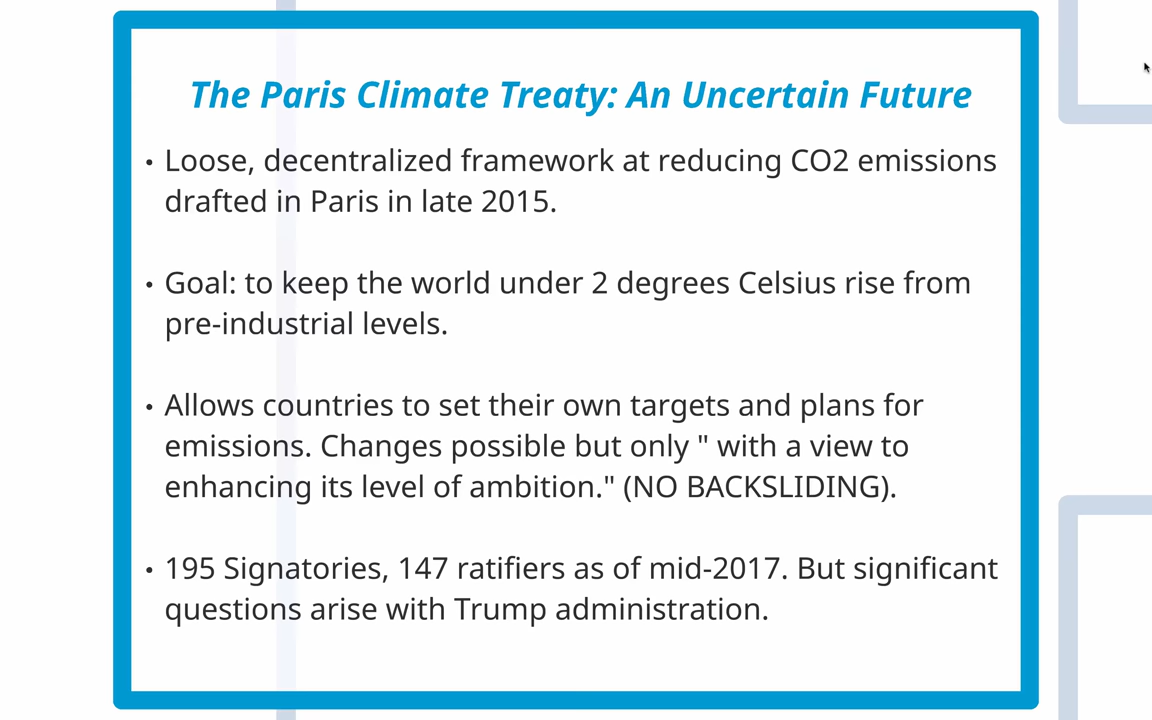 The Paris Climate Treaty: An Uncertain Future
• Loose, decentralized framework at reducing CO2 emissions
drafted in Paris in late 2015.
• Goal: to keep the world under 2 degrees Celsius rise from
pre-industrial levels.
• Allows countries to set their own targets and plans for
emissions. Changes possible but only " with a view to
enhancing its level of ambition." (NO BACKSLIDING).
• 195 Signatories, 147 ratifiers as of mid-2017. But significant
questions arise with Trump administration.